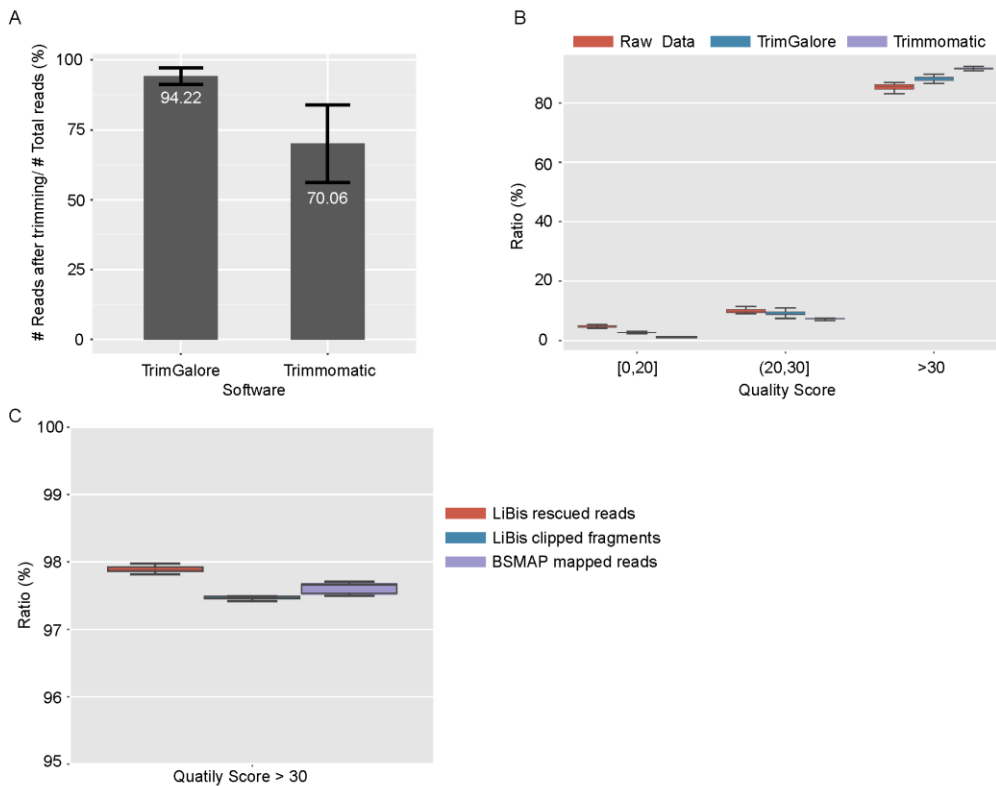 A
# Reads after trimming/ # Total reads (%)
100
75
50
25
0
94.22
70.06
TrimGalore
Trimmomatic
Software
B
Raw Data
TrimGalore
Trimmomatic
Ratio (%)
80
60
40
20
0
[0,20]
(20,30]
>30
Quality Score
C
Ratio (%)
100
99
98
97
96
95
Quatily Score > 30
LiBis rescued reads
LiBis clipped fragments
BSMAP mapped reads